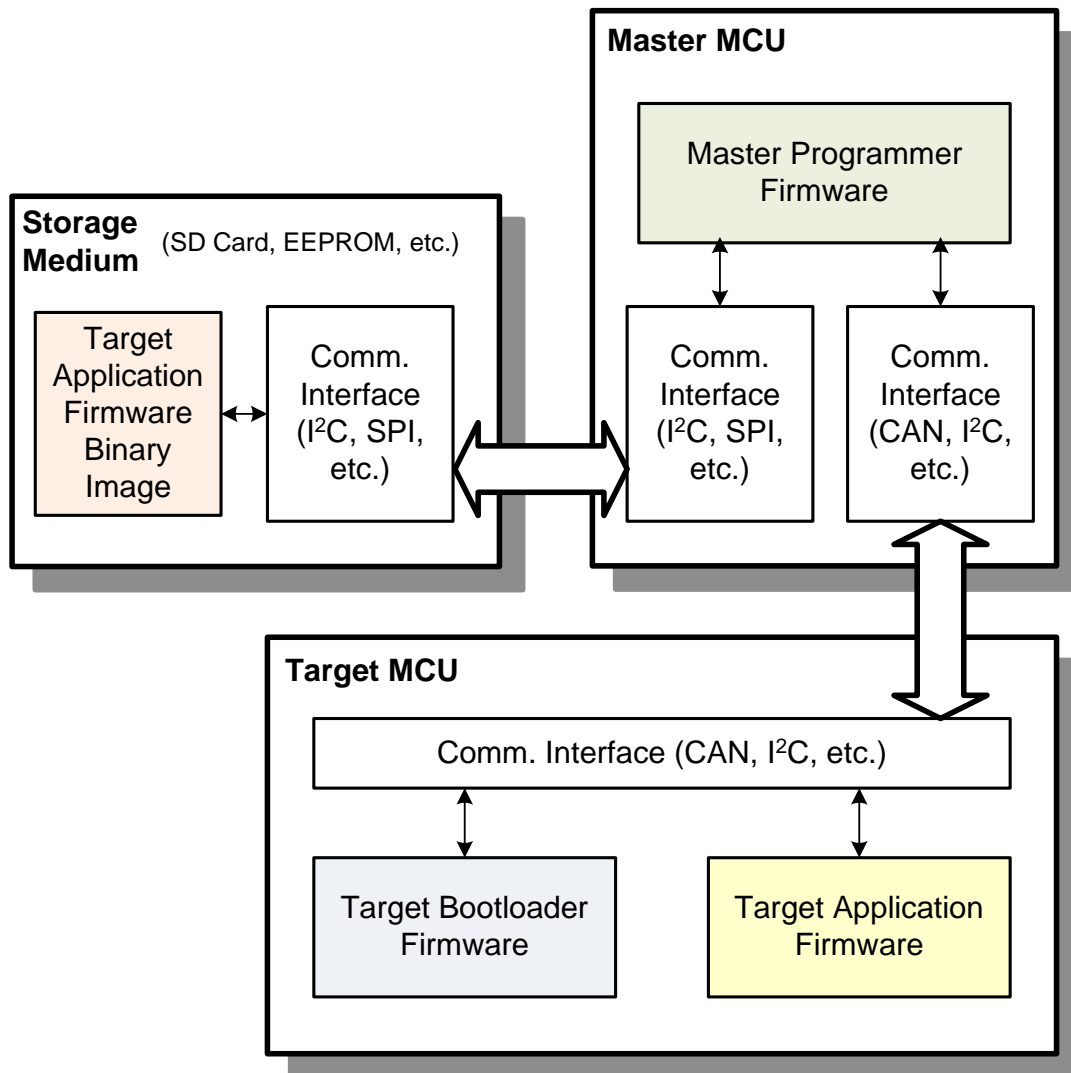 Master MCU
Master Programmer
Firmware
Storage
Medium
(SD Card, EEPROM, etc.)
Target
Application
Firmware
Binary
Image
Comm.
Interface
(I²C, SPI,
etc.)
Comm.
Interface
(I²C, SPI,
etc.)
Comm.
Interface
(CAN, I²C,
etc.)
Target MCU
Comm. Interface (CAN, I²C, etc.)
Target Bootloader
Firmware
Target Application
Firmware